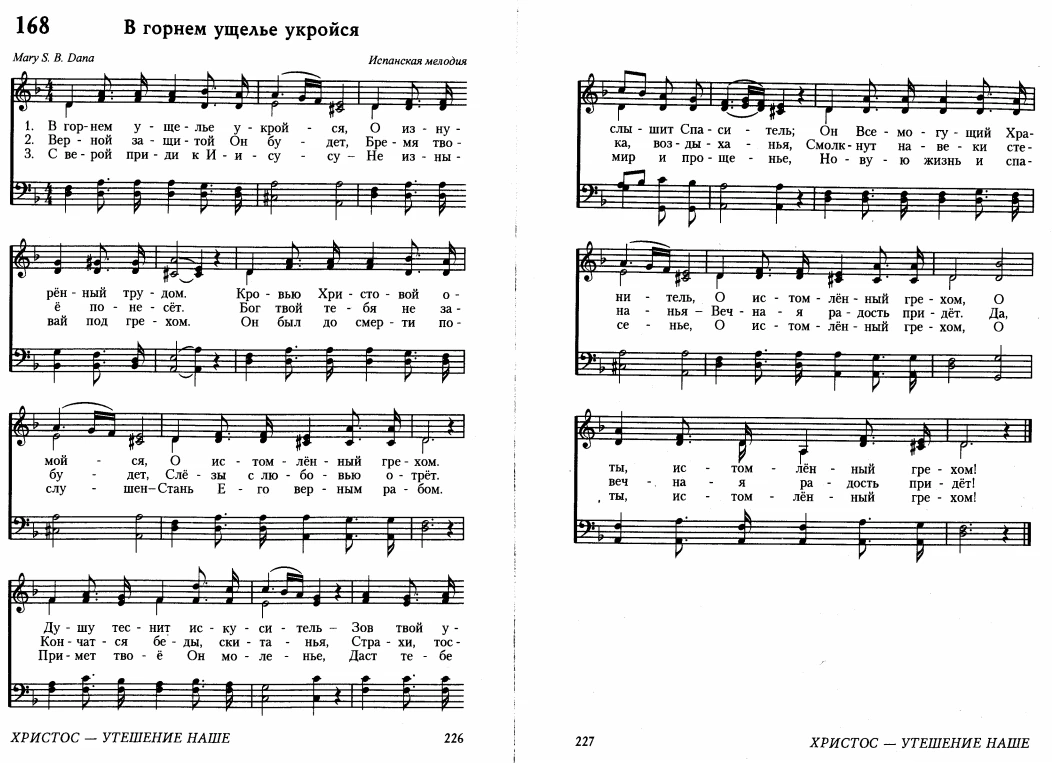 168 В горнем ущелье укройся
Mary S. B. Dana Испанская мелодия
1. В гор-нем у - ще - лье у - крой - ся, О из - ну -
2. Вер - ной за - щи - той Он бу - дет, Бре - мя тво -
3. С ве - рой при - ди к И - и - су - су — Не из - ны -
рён - ный тру - дом. Кро - вью Хри - сто - вой о -
ё по - не - сёт. Бог твой те - бя не за -
вай под гре - хом. Он был до смер - ти по -
мой - ся, О ис - том - лён - ный гре - хом.
бу - дет, Слё - зы с лю - бо - вью о - трёт.
слу - шен— Стань Е - го вер - ным ра - бом.
Ду - шу тес - нит ис - ку - си - тель — Зов твой у -
Кон - чат - ся бе - ды, ски - та - нья, Стра - хи, тос -
При - мет тво - ё Он мо - ле - нье, Даст те - бе
ХРИСТОС — УТЕШЕНИЕ НАШЕ 226
слы - шит Спа - си - тель; Он Все - мо - гу - щий Хра-
ка, воз - ды - ха - нья, Смолк - нут на - ве - ки сте-
мир и про - ще - нье, Но - ву - ю жизнь и спа-
ни - тель, О ис - том - лён - ный гре - хом, О
на - нья — Веч - на - я ра - дость при - дёт. Да,
се - нье, О ис - том - лён - ный гре - хом, О
ты, ис - том - лён - ный гре - хом!
веч - на - я ра - дость при - дёт!
ты, ис - том - лён - ный гре - хом!
227 ХРИСТОС — УТЕШЕНИЕ НАШЕ